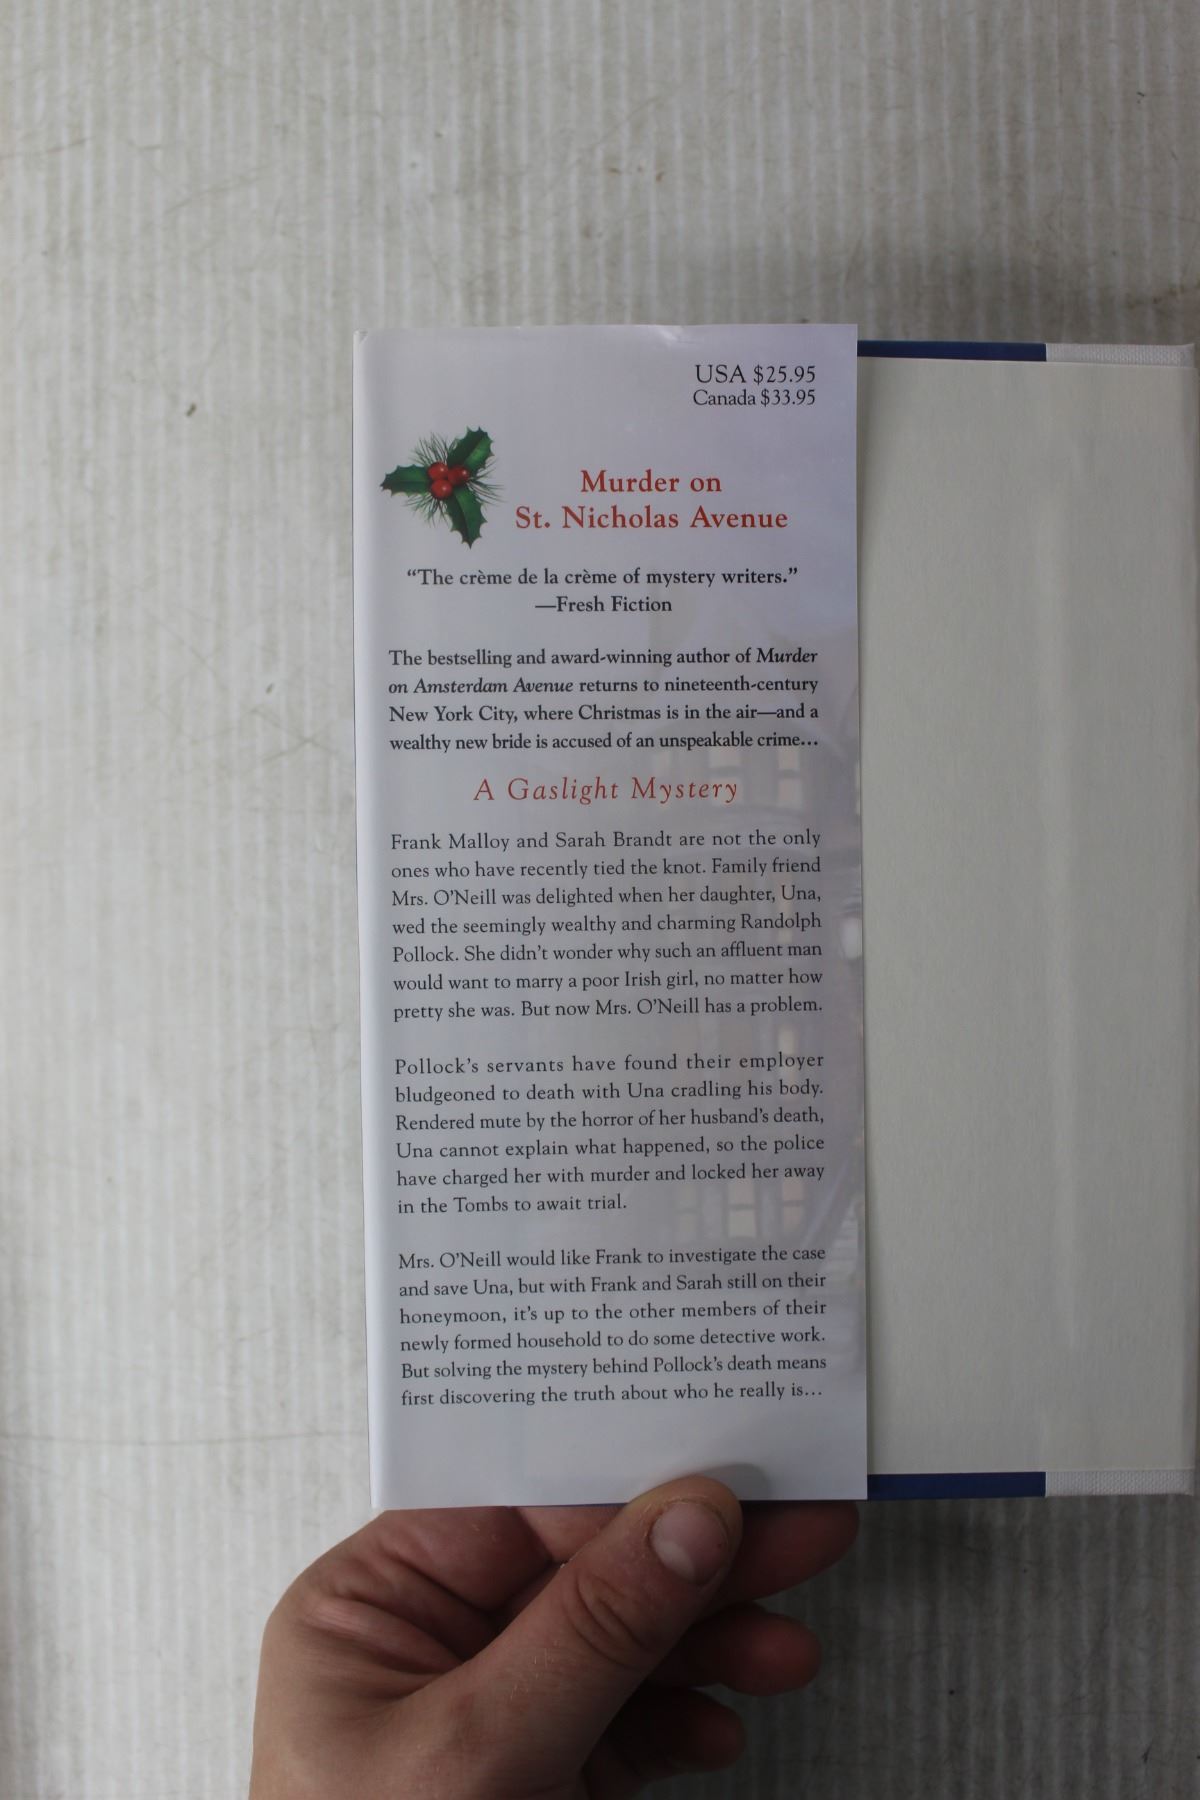 USA $25.95
Canada $33.95
Murder on
St. Nicholas Avenue
“The crème de la crème of mystery writers.”
—Fresh Fiction
The bestselling and award-winning author of Murder
on Amsterdam Avenue returns to nineteenth-century
New York City, where Christmas is in the air—and a
wealthy new bride is accused of an unspeakable crime...
A Gaslight Mystery
Frank Malloy and Sarah Brandt are not the only
ones who have recently tied the knot. Family friend
Mrs. O’Neill was delighted when her daughter, Una,
wed the seemingly wealthy and charming Randolph
Pollock. She didn’t wonder why such an affluent man
would want to marry a poor Irish girl, no matter how
pretty she was. But now Mrs. O’Neill has a problem.
Pollock’s servants have found their employer
bludgeoned to death with Una cradling his body.
Rendered mute by the horror of her husband’s death,
Una cannot explain what happened, so the police
have charged her with murder and locked her away
in the Tombs to await trial.
Mrs. O’Neill would like Frank to investigate the case
and save Una, but with Frank and Sarah still on their
honeymoon, it’s up to the other members of their
newly formed household to do some detective work.
But solving the mystery behind Pollock’s death means
first discovering the truth about who he really is...